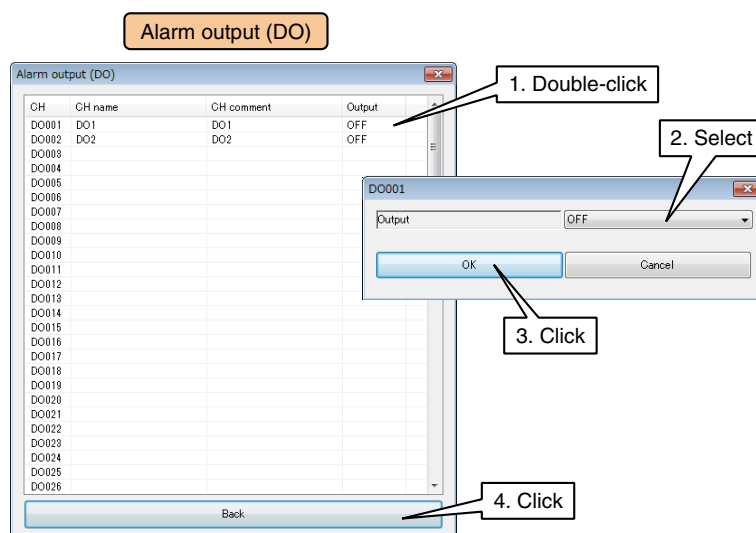 Alarm output (DO)
Alarm output (DO)
1. Double-click
CH CH name CH comment Output
DO001 DO1 DO1 OFF
DO002 DO2 DO2 OFF
DO003
DO004
DO005
DO006
DO007
DO008
DO009
DO010
DO011
DO012
DO013
DO014
DO015
DO016
DO017
DO018
DO019
DO020
DO021
DO022
DO023
DO024
DO025
DO026
Back
2. Select
DO001
Output OFF
OK Cancel
3. Click
4. Click